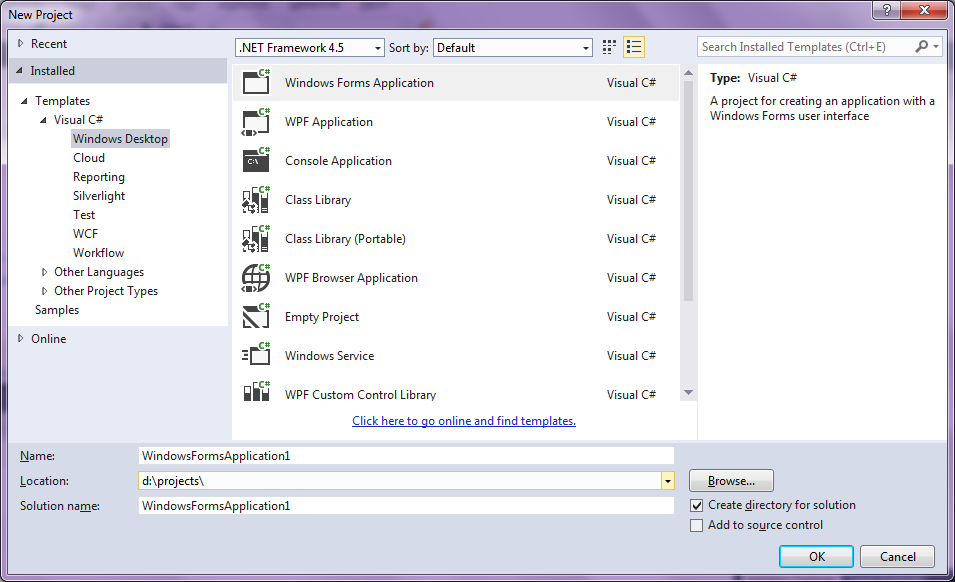 New Project
Recent
Installed
Templates
Visual C#
Windows Desktop
Cloud
Reporting
Silverlight
Test
WCF
Workflow
Other Languages
Other Project Types
Samples
Online
.NET Framework 4.5 Sort by: Default
C# Windows Forms Application Visual C#
C# WPF Application Visual C#
C# C:\ Console Application Visual C#
C# Class Library Visual C#
C# Class Library (Portable) Visual C#
C# WPF Browser Application Visual C#
C# Empty Project Visual C#
C# Windows Service Visual C#
C# WPF Custom Control Library Visual C#
Click here to go online and find templates.
Search Installed Templates (Ctrl+E)
Type: Visual C#
A project for creating an application with a
Windows Forms user interface
Name: WindowsFormsApplication1
Location: d:\projects\ Browse...
Solution name: WindowsFormsApplication1
Create directory for solution
Add to source control
OK Cancel